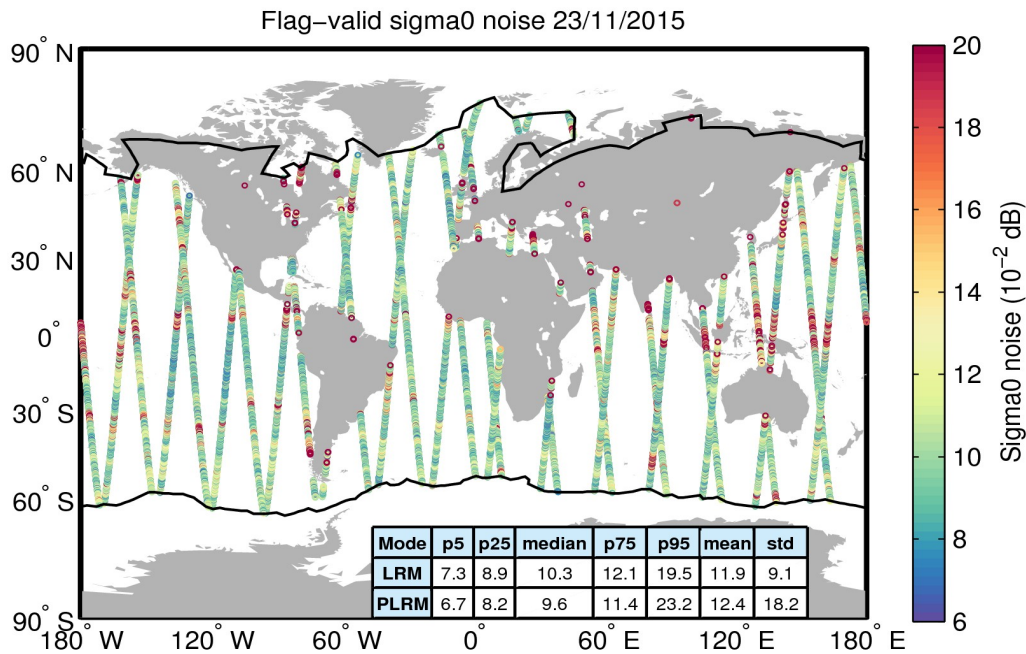 Flag−valid sigma0 noise 23/11/2015
90° N
60° N
30° N
0°
30° S
60° S
90° S
180° W
120° W
60° W
0°
60° E
120° E
180° E
Mode p5 p25 median p75 p95 mean std
LRM 7.3 8.9 10.3 12.1 19.5 11.9 9.1
PLRM 6.7 8.2 9.6 11.4 23.2 12.4 18.2
20
18
16
14
12
10
8
6
Sigma0 noise (10⁻² dB)